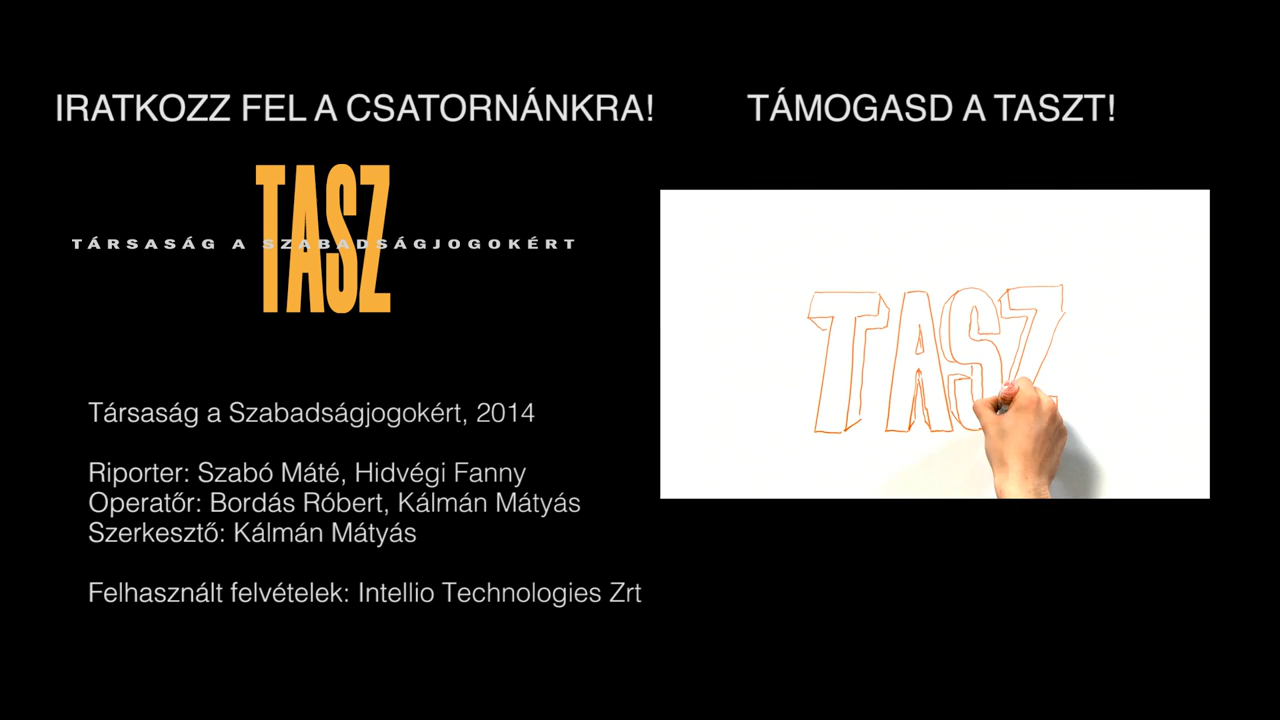 IRATKOZZ FEL A CSATORNÁNKRA!
TÁMOGASD A TASZT!
TASZ
TÁRSASÁG A SZABADSÁGJOGOKÉRT
TASZ
Társaság a Szabadságjogokért, 2014
Riporter: Szabó Máté, Hidvégi Fanny
Operatőr: Bordás Róbert, Kálmán Mátyás
Szerkesztő: Kálmán Mátyás
Felhasznált felvételek: Intellio Technologies Zrt